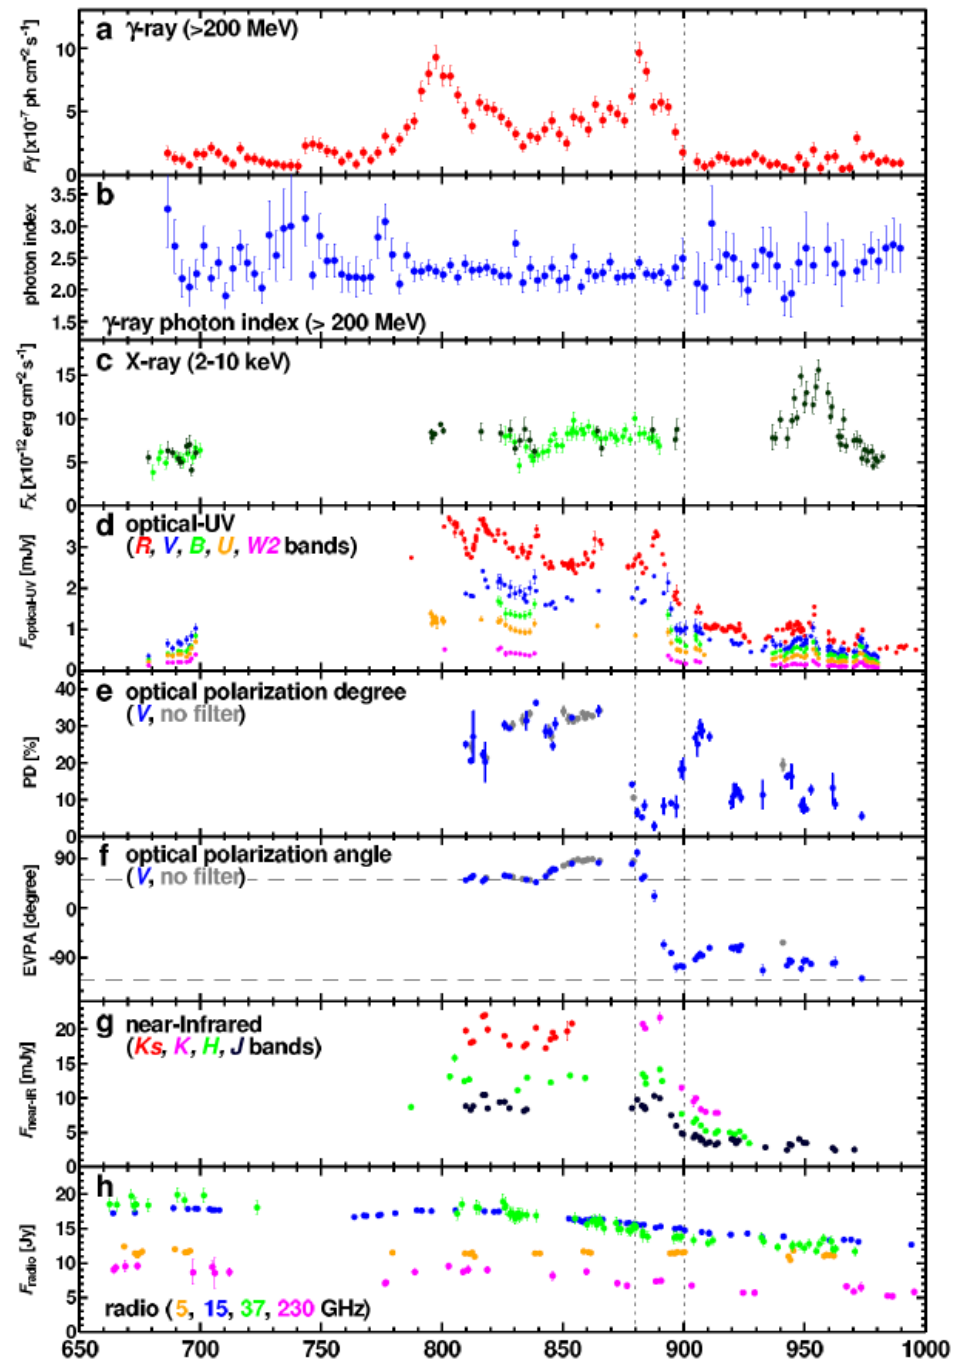 a γ-ray (>200 MeV)
Fγ [x10⁻⁷ ph cm⁻² s⁻¹]
10
5
0
b
photon index
3.5
3.0
2.5
2.0
1.5
γ-ray photon index (> 200 MeV)
c X-ray (2-10 keV)
Fχ [x10⁻¹² erg cm⁻² s⁻¹]
15
10
5
0
d optical-UV
(R, V, B, U, W2 bands)
Foptical-UV [mJy]
3
2
1
0
e optical polarization degree
(V, no filter)
PD [%]
40
30
20
10
0
f optical polarization angle
(V, no filter)
EVPA [degree]
90
0
-90
g near-Infrared
(Ks, K, H, J bands)
Fnear-IR [mJy]
20
15
10
5
0
h
Fradio [Jy]
20
15
10
5
0
radio (5, 15, 37, 230 GHz)
650 700 750 800 850 900 950 1000